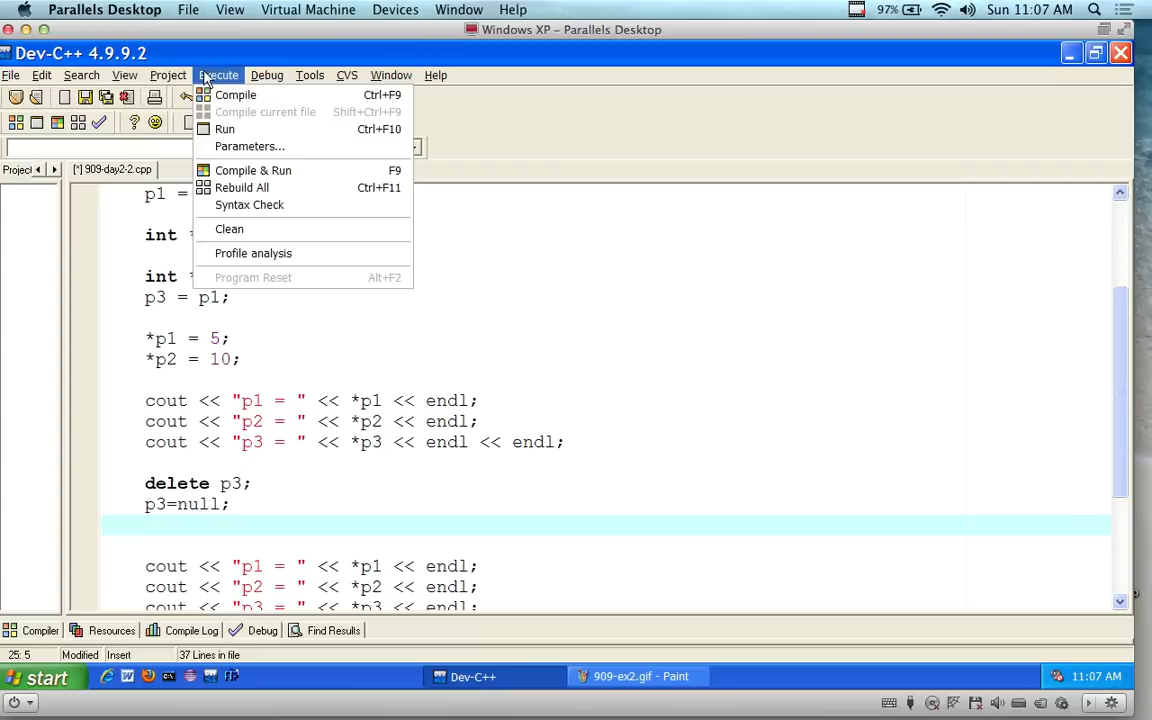 Parallels Desktop File View Virtual Machine Devices Window Help 97% Sun 11:07 AM
Windows XP - Parallels Desktop
Dev-C++ 4.9.9.2
File Edit Search View Project Execute Debug Tools CVS Window Help
Compile Ctrl+F9
Compile current file Shift+Ctrl+F9
Run Ctrl+F10
Parameters...
Compile & Run F9
Rebuild All Ctrl+F11
Syntax Check
Clean
Profile analysis
Program Reset Alt+F2
Project [*] 909-day2-2.cpp
p1 =
int *
int *
p3 = p1;
*p1 = 5;
*p2 = 10;
cout << "p1 = " << *p1 << endl;
cout << "p2 = " << *p2 << endl;
cout << "p3 = " << *p3 << endl << endl;
delete p3;
p3=null;
cout << "p1 = " << *p1 << endl;
cout << "p2 = " << *p2 << endl;
cout << "p3 = " << *p3 << endl;
Compiler Resources Compile Log Debug Find Results
25: 5 Modified Insert 37 Lines in file
start Dev-C++ 909-ex2.gif - Paint 11:07 AM